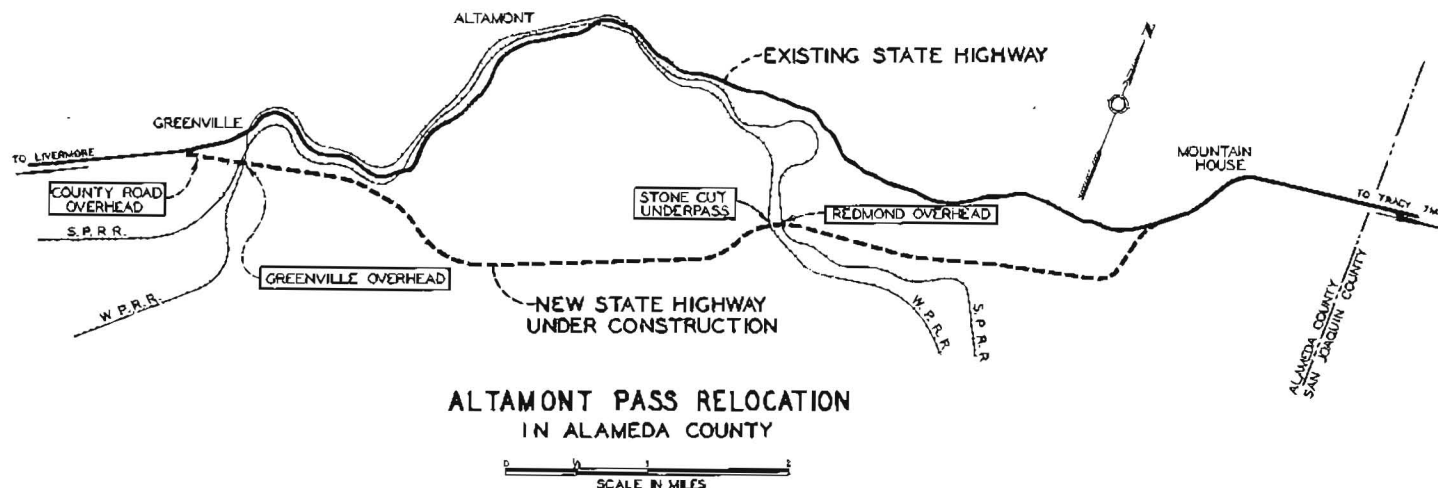 ALTAMONT
EXISTING STATE HIGHWAY
N
GREENVILLE
TO LIVERMORE
MOUNTAIN
HOUSE
COUNTY ROAD
OVERHEAD
STONE CUT
UNDERPASS
REDMOND OVERHEAD
TO TRACY
S.P.R.R.
GREENVILLE OVERHEAD
W.P.R.R.
NEW STATE HIGHWAY
UNDER CONSTRUCTION
W.P.R.R
S.P.R.R
ALAMEDA COUNTY
SAN JOAQUIN COUNTY
ALTAMONT PASS RELOCATION
IN ALAMEDA COUNTY
0 ½ 1 2
SCALE IN MILES